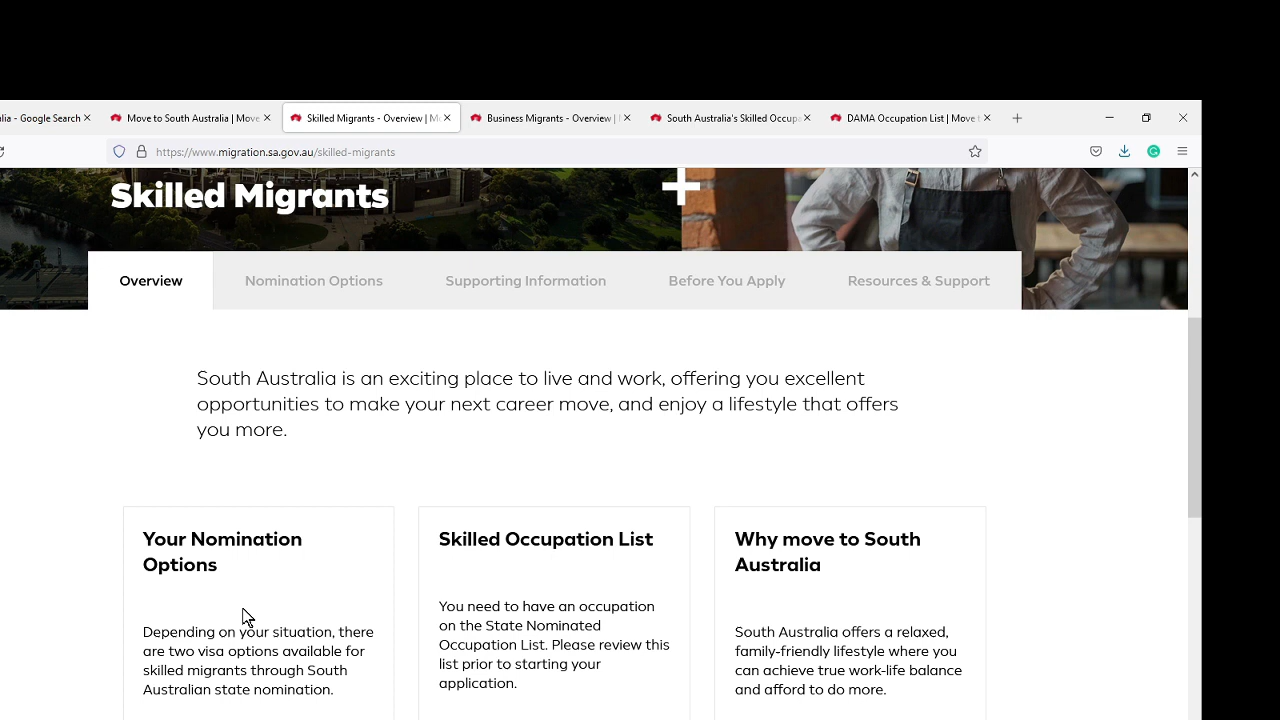 lia - Google Search
Move to South Australia | Move
Skilled Migrants - Overview | M
Business Migrants - Overview |
South Australia's Skilled Occupa
DAMA Occupation List | Move t
https://www.migration.sa.gov.au/skilled-migrants
Skilled Migrants
Overview
Nomination Options
Supporting Information
Before You Apply
Resources & Support
South Australia is an exciting place to live and work, offering you excellent
opportunities to make your next career move, and enjoy a lifestyle that offers
you more.
Your Nomination
Options
Depending on your situation, there
are two visa options available for
skilled migrants through South
Australian state nomination.
Skilled Occupation List
You need to have an occupation
on the State Nominated
Occupation List. Please review this
list prior to starting your
application.
Why move to South
Australia
South Australia offers a relaxed,
family-friendly lifestyle where you
can achieve true work-life balance
and afford to do more.